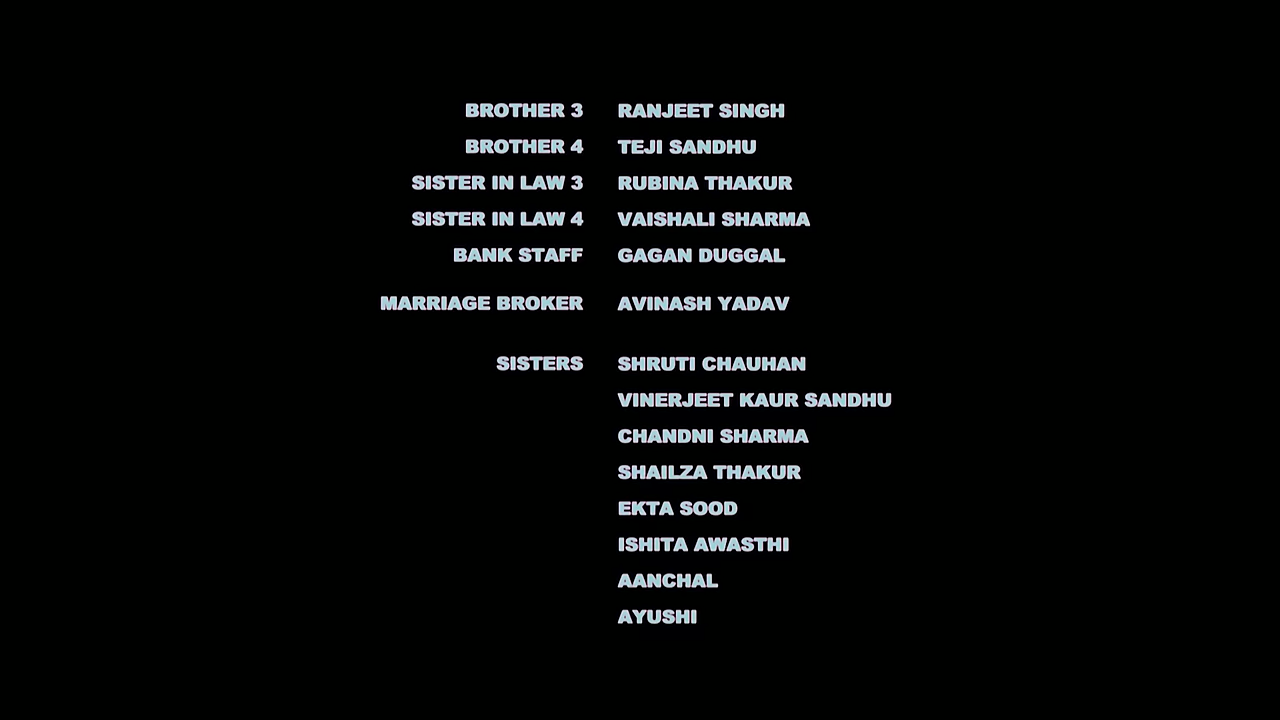 BROTHER 3 RANJEET SINGH
BROTHER 4 TEJI SANDHU
SISTER IN LAW 3 RUBINA THAKUR
SISTER IN LAW 4 VAISHALI SHARMA
BANK STAFF GAGAN DUGGAL
MARRIAGE BROKER AVINASH YADAV
SISTERS SHRUTI CHAUHAN
VINERJEET KAUR SANDHU
CHANDNI SHARMA
SHAILZA THAKUR
EKTA SOOD
ISHITA AWASTHI
AANCHAL
AYUSHI